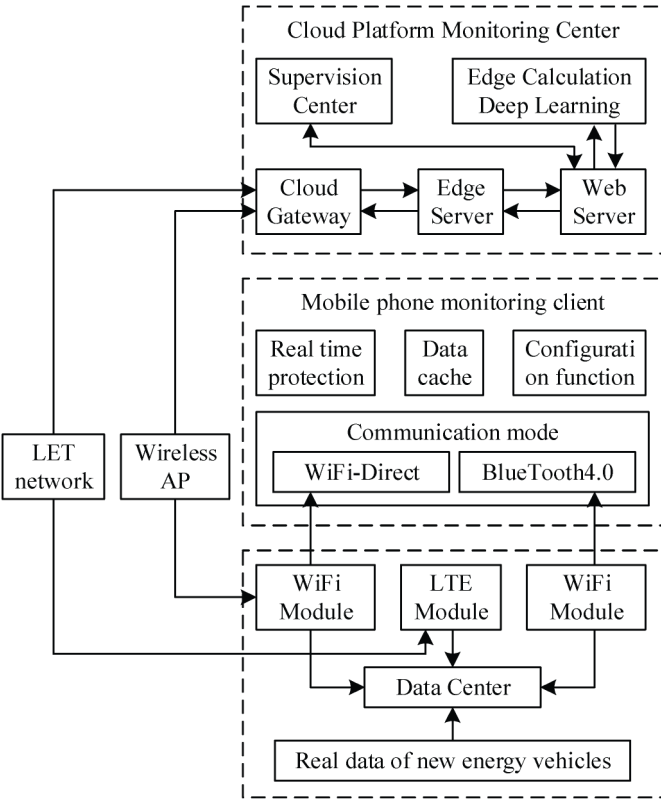 Cloud Platform Monitoring Center
Supervision
Center
Edge Calculation
Deep Learning
Cloud
Gateway
Edge
Server
Web
Server
Mobile phone monitoring client
Real time
protection
Data
cache
Configurati
on function
LET
network
Wireless
AP
Communication mode
WiFi-Direct
BlueTooth4.0
WiFi
Module
LTE
Module
WiFi
Module
Data Center
Real data of new energy vehicles